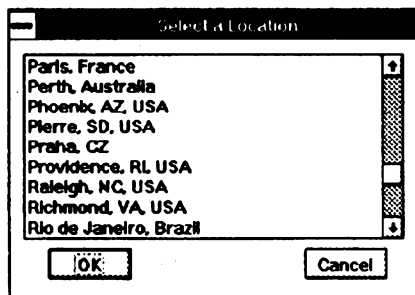 Select a Location
Paris, France
Perth, Australia
Phoenix, AZ, USA
Pierre, SD, USA
Praha, CZ
Providence, RI, USA
Raleigh, NC, USA
Richmond, VA, USA
Rio de Janeiro, Brazil
OK
Cancel